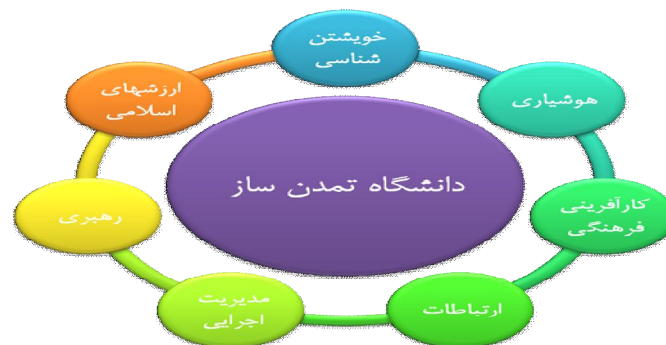 خویشتن
شناسی
هوشیاری
کارآفرینی
فرهنگی
ارتباطات
مدیریت
اجرایی
رهبری
ارزشهای
اسلامی
دانشگاه تمدن ساز